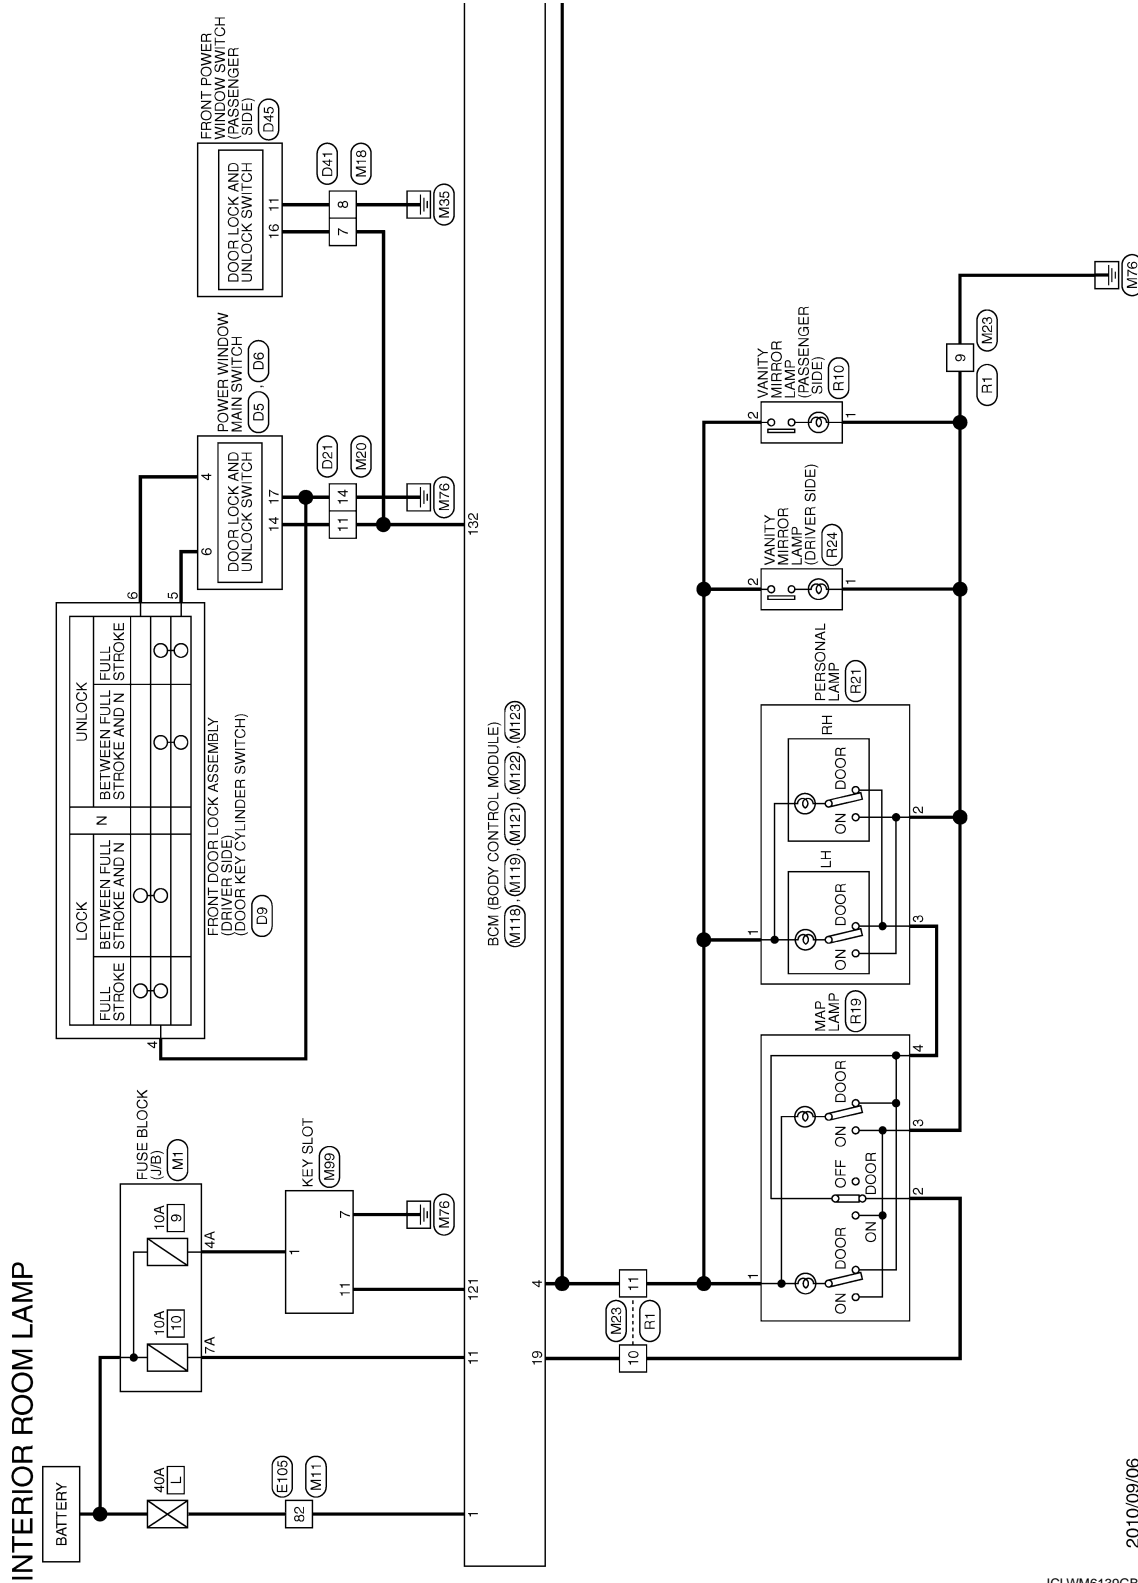 INTERIOR ROOM LAMP
BATTERY
40A
L
E105
82
M11
1
FUSE BLOCK
(J/B)
M1
10A
10
10A
9
7A
4A
KEY SLOT
M99
1
11
7
M76
11
121
LOCK
N
UNLOCK
FULL
STROKE
BETWEEN FULL
STROKE AND N
BETWEEN FULL
STROKE AND N
FULL
STROKE
4
6
5
FRONT DOOR LOCK ASSEMBLY
(DRIVER SIDE)
(DOOR KEY CYLINDER SWITCH)
D9
POWER WINDOW
MAIN SWITCH
D5 , D6
6
4
DOOR LOCK AND
UNLOCK SWITCH
14
17
D21
11
14
M20
M76
132
FRONT POWER
WINDOW SWITCH
(PASSENGER
SIDE)
D45
DOOR LOCK AND
UNLOCK SWITCH
16
11
D41
7
8
M18
M35
BCM (BODY CONTROL MODULE)
M118 , M119 , M121 , M122 , M123
19
4
M23
10
11
R1
MAP
LAMP
R19
1
ON
DOOR
ON
DOOR
OFF
ON
DOOR
2
3
4
PERSONAL
LAMP
R21
1
LH
ON
DOOR
RH
ON
DOOR
3
2
VANITY
MIRROR
LAMP
(DRIVER SIDE)
R24
2
1
VANITY
MIRROR
LAMP
(PASSENGER
SIDE)
R10
2
1
R1
9
M23
M76
2010/09/06
JCLWM6139GB